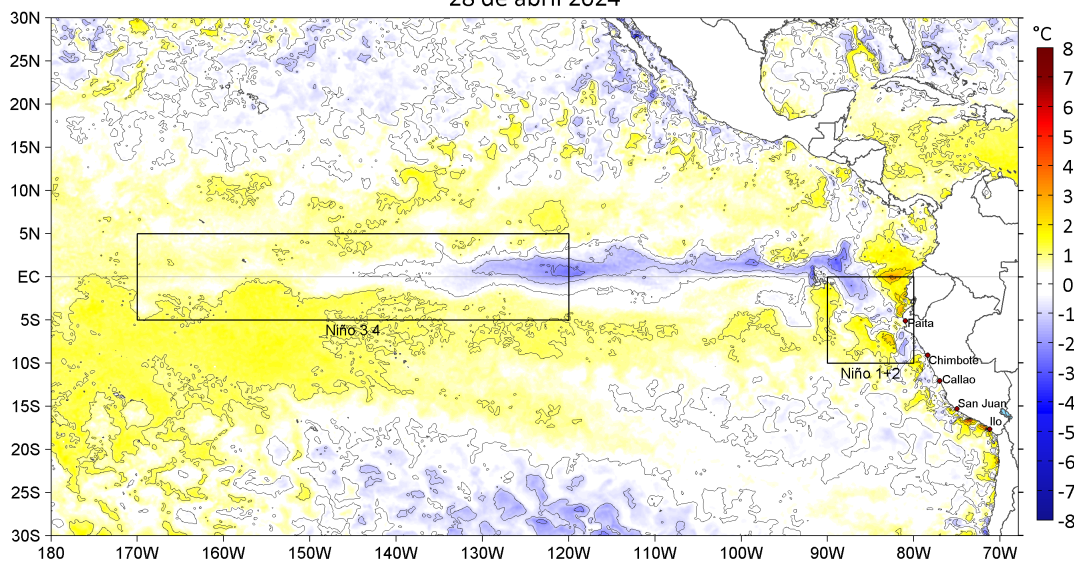 28 de abril 2024
°C
30N
25N
20N
15N
10N
5N
EC
5S
10S
15S
20S
25S
30S
180
170W
160W
150W
140W
130W
120W
110W
100W
90W
80W
70W
Niño 3.4
Niño 1+2
Paita
Chimbote
Callao
San Juan
Ilo
8
7
6
5
4
3
2
1
0
-1
-2
-3
-4
-5
-6
-7
-8